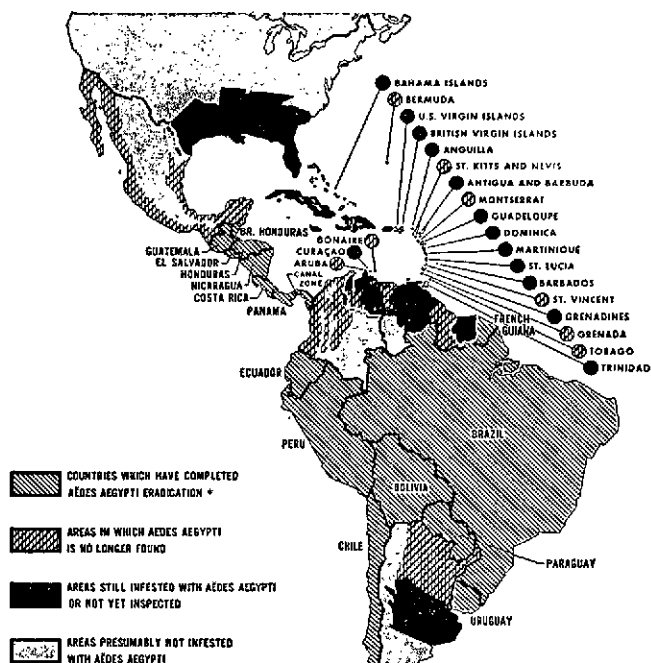 BAHAMA ISLANDS
BERMUDA
U.S. VIRGIN ISLANDS
BRITISH VIRGIN ISLANDS
ANGUILLA
ST. KITTS AND NEVIS
ANTIGUA AND BARBUDA
MONTSERRAT
GUADELOUPE
DOMINICA
MARTINIQUE
ST. LUCIA
BARBADOS
ST. VINCENT
GRENADINES
GRENADA
TOBAGO
TRINIDAD
BR. HONDURAS
GUATEMALA
EL SALVADOR
HONDURAS
NICARAGUA
COSTA RICA
PANAMA
BONAIRE
CURAÇAO
ARUBA
CANAL
ZONE
FRENCH
GUIANA
ECUADOR
PERU
BRAZIL
BOLIVIA
CHILE
PARAGUAY
URUGUAY
COUNTRIES WHICH HAVE COMPLETED
AËDES AEGYPTI ERADICATION *
AREAS IN WHICH AEDES AEGYPTI
IS NO LONGER FOUND
AREAS STILL INFESTED WITH AËDES AEGYPTI
OR NOT YET INSPECTED
AREAS PRESUMABLY NOT INFESTED
WITH AËDES AEGYPTI